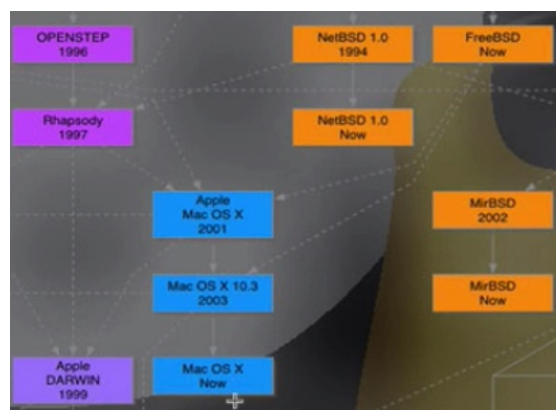 OPENSTEP
1996
NetBSD 1.0
1994
FreeBSD
Now
Rhapsody
1997
NetBSD 1.0
Now
Apple
Mac OS X
2001
MirBSD
2002
Mac OS X 10.3
2003
MirBSD
Now
Apple
DARWIN
1999
Mac OS X
Now